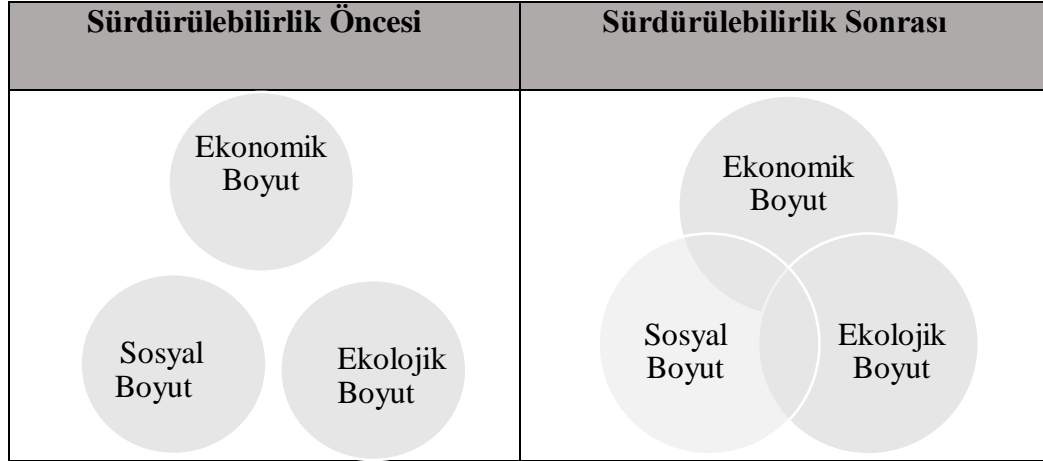 Sürdürülebilirlik Öncesi
Sürdürülebilirlik Sonrası
Ekonomik
Boyut
Sosyal
Boyut
Ekolojik
Boyut
Ekonomik
Boyut
Sosyal
Boyut
Ekolojik
Boyut